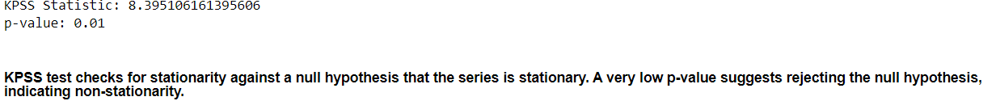 KPSS Statistic: 8.395106161395606
p-value: 0.01
KPSS test checks for stationarity against a null hypothesis that the series is stationary. A very low p-value suggests rejecting the null hypothesis,
indicating non-stationarity.